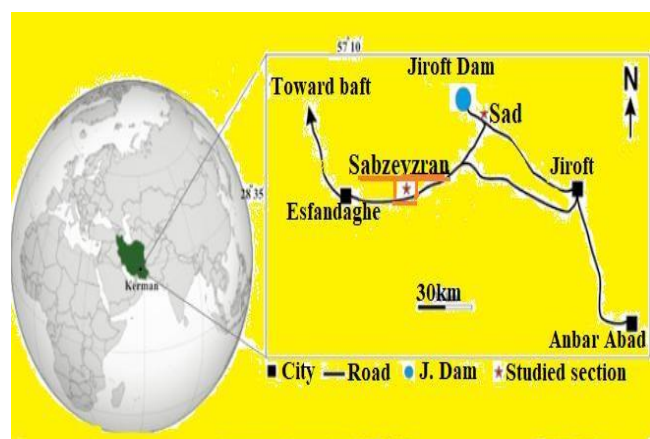 57°10
Jiroft Dam
Toward baft
N
Sad
Sabzevzran
Jiroft
28°35
Esfandaghe
Kerman
30km
Anbar Abad
City Road J. Dam Studied section